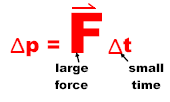 Δp = F Δt
large small
force time